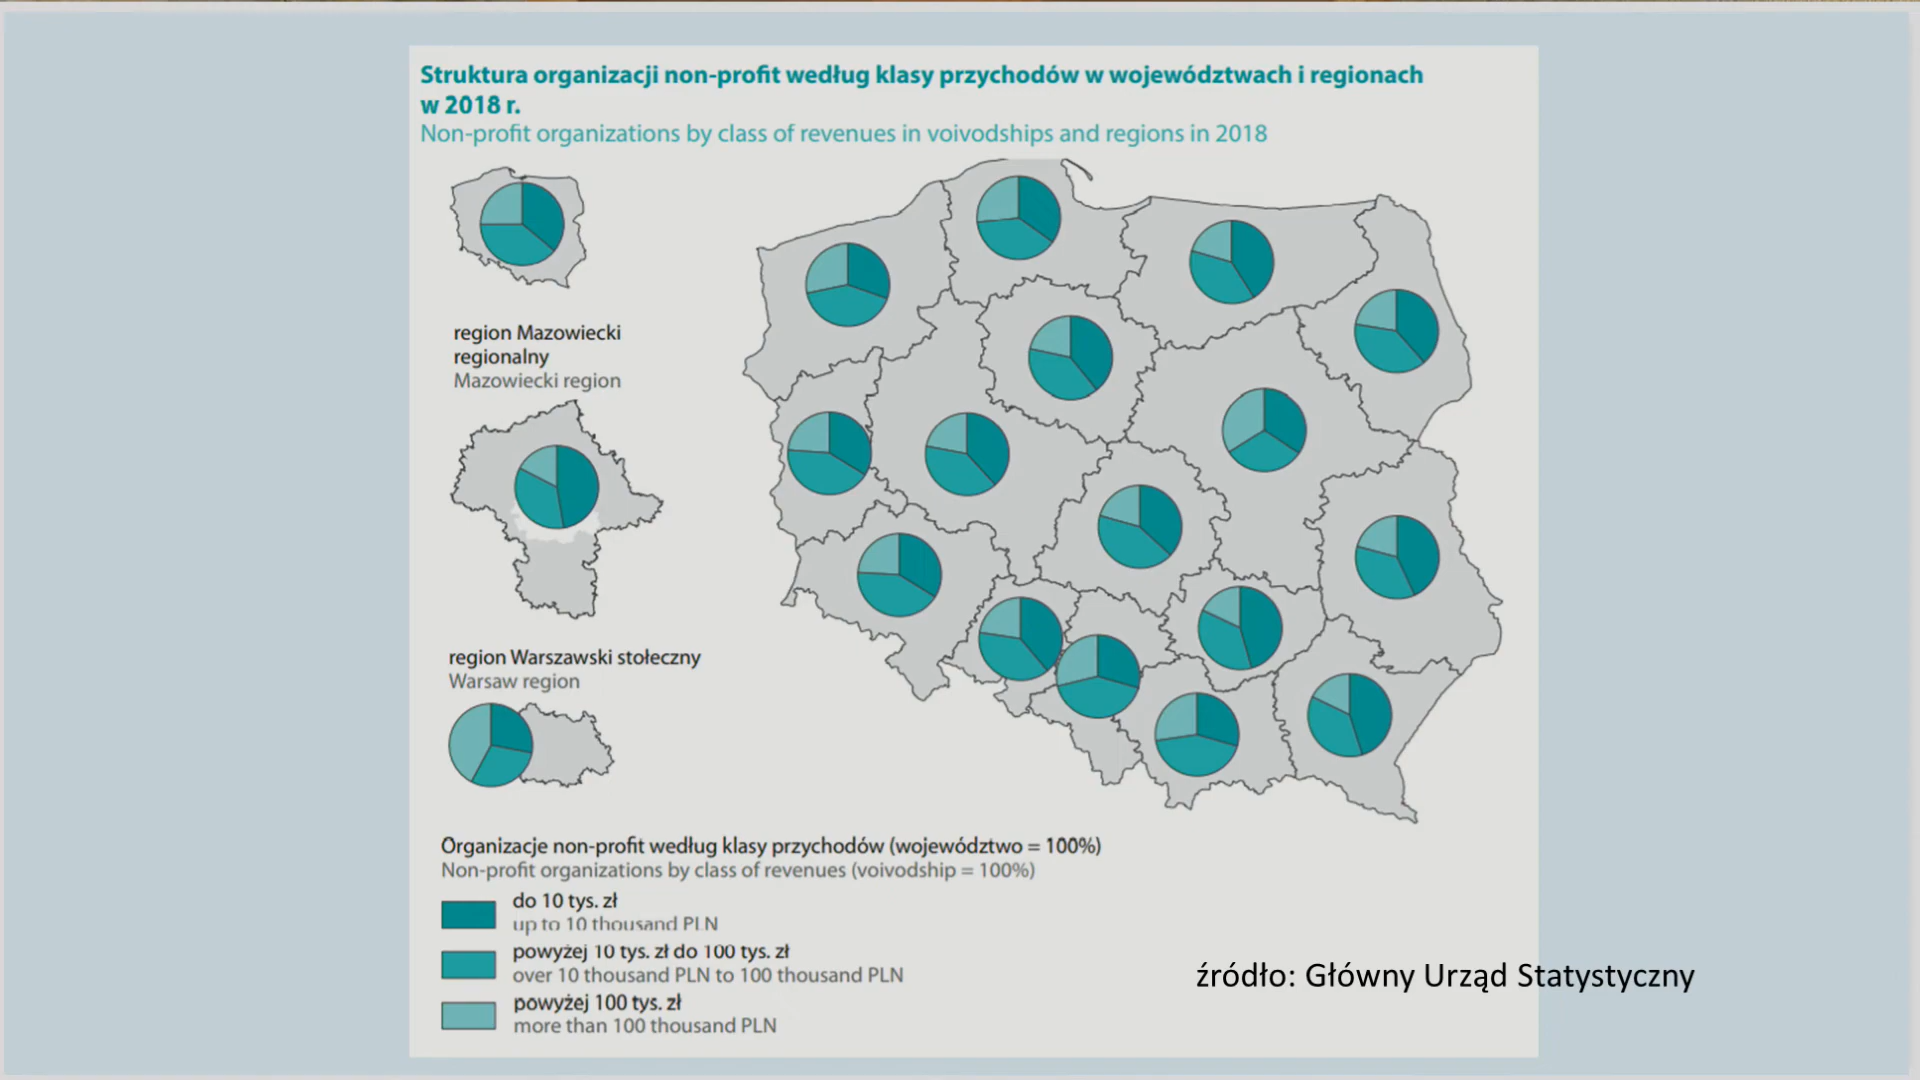 Struktura organizacji non-profit według klasy przychodów w województwach i regionach
w 2018 r.
Non-profit organizations by class of revenues in voivodships and regions in 2018
region Mazowiecki
regionalny
Mazowiecki region
region Warszawski stołeczny
Warsaw region
Organizacje non-profit według klasy przychodów (województwo = 100%)
Non-profit organizations by class of revenues (voivodship = 100%)
do 10 tys. zł
up to 10 thousand PLN
powyżej 10 tys. zł do 100 tys. zł
over 10 thousand PLN to 100 thousand PLN
powyżej 100 tys. zł
more than 100 thousand PLN
źródło: Główny Urząd Statystyczny